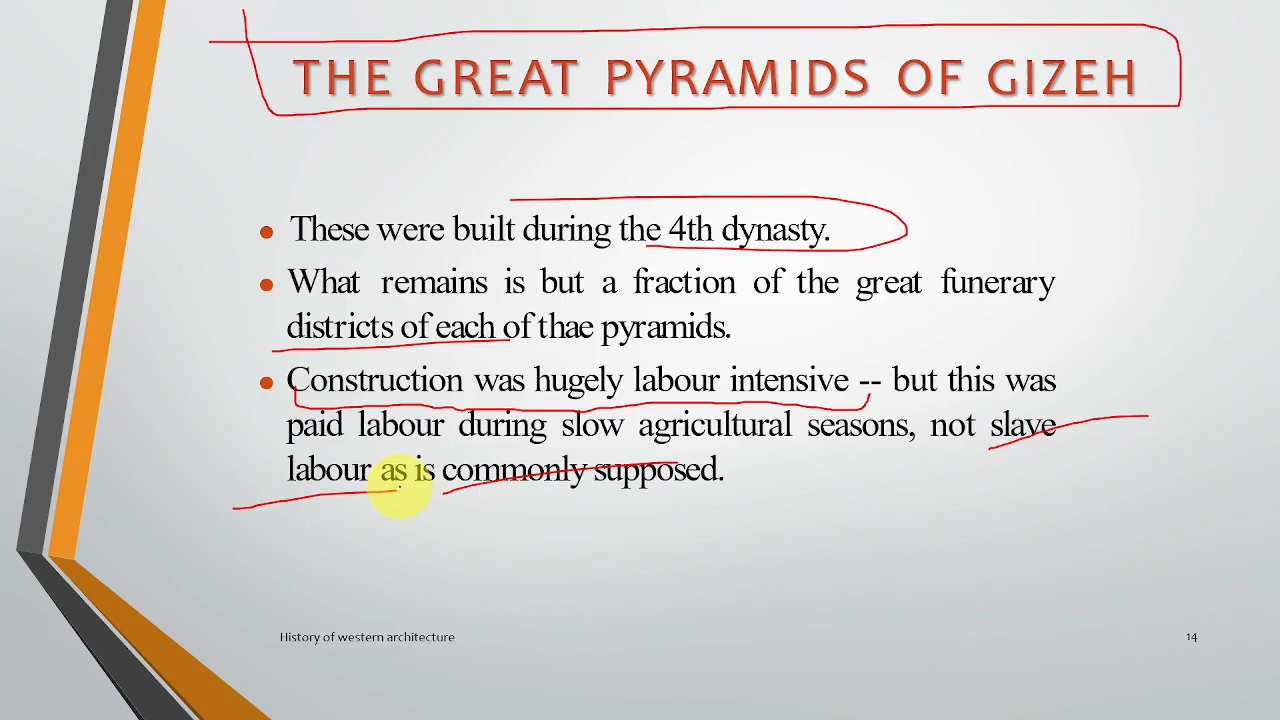 THE GREAT PYRAMIDS OF GIZEH
• These were built during the 4th dynasty.
• What remains is but a fraction of the great funerary
districts of each of thae pyramids.
• Construction was hugely labour intensive -- but this was
paid labour during slow agricultural seasons, not slave
labour as is commonly supposed.
History of western architecture
14